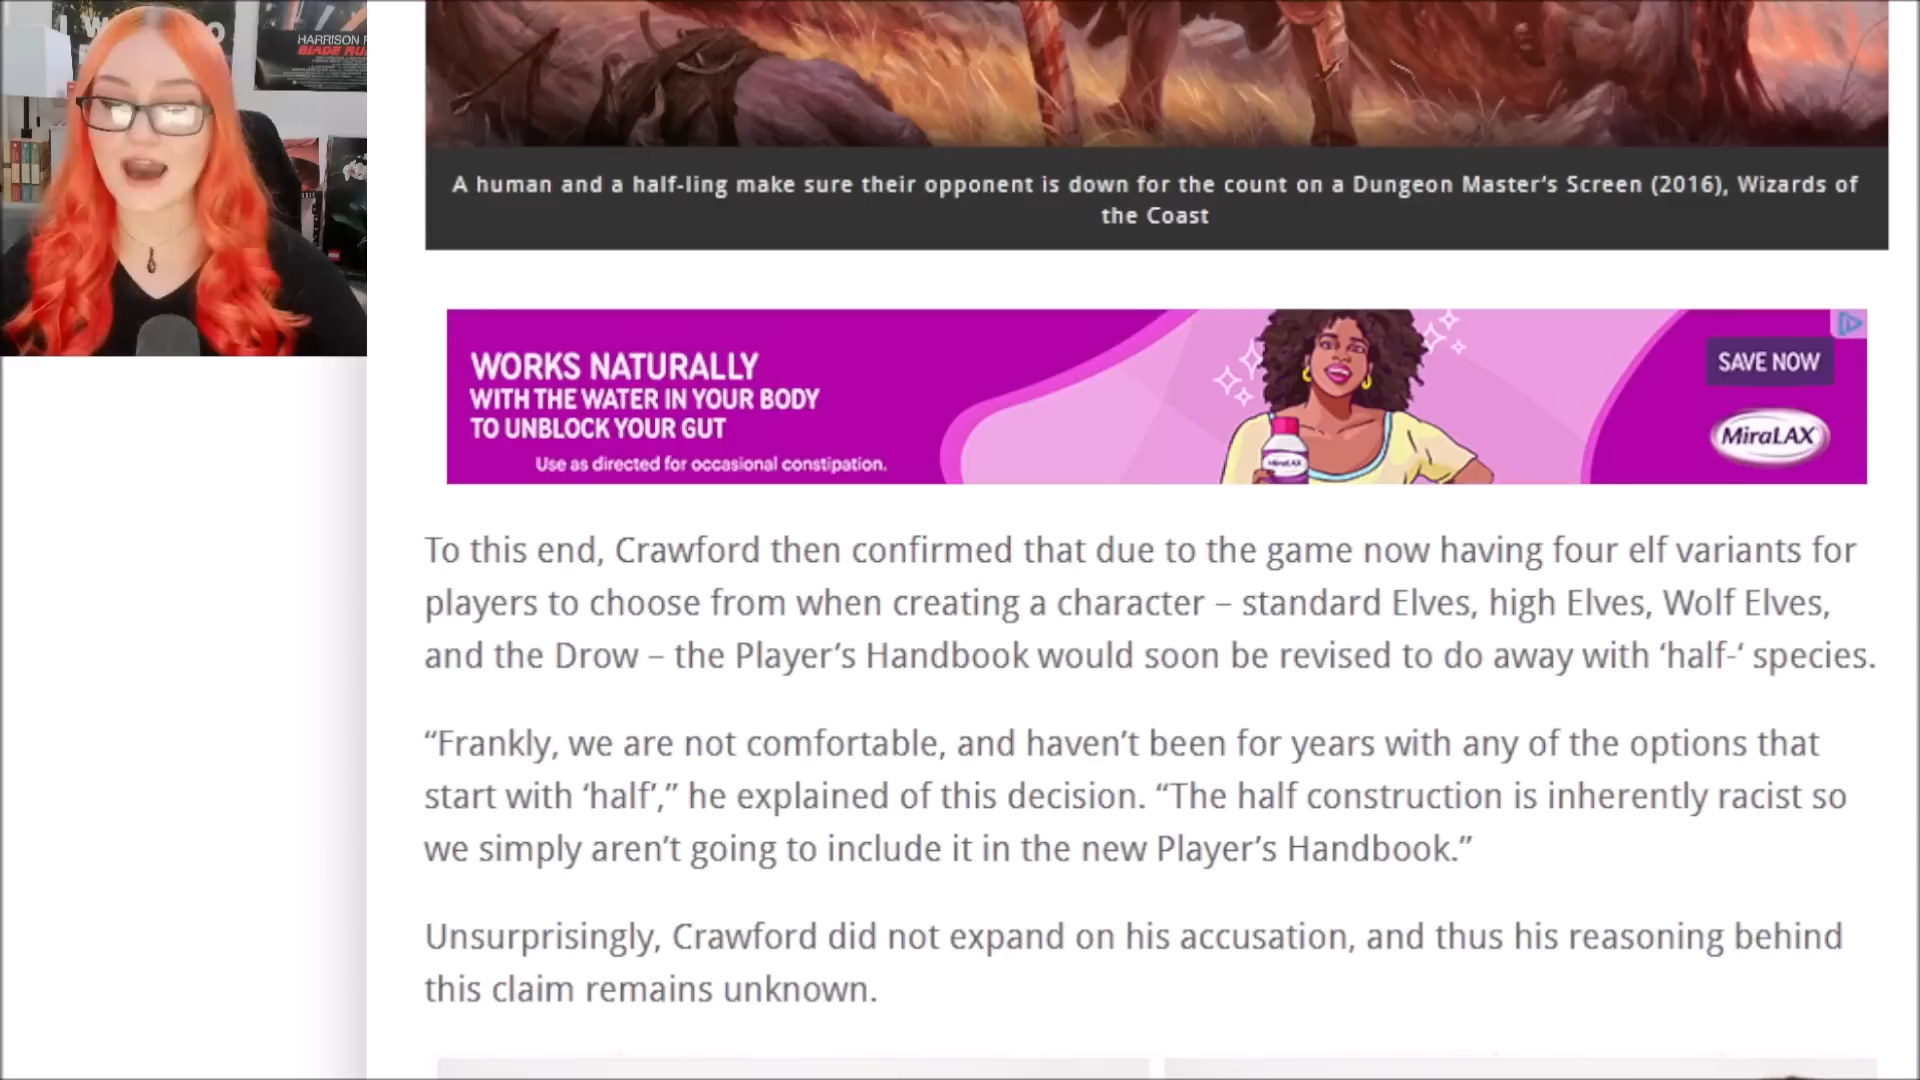 HARRISON F
BLADE RU
A human and a half-ling make sure their opponent is down for the count on a Dungeon Master's Screen (2016), Wizards of
the Coast
WORKS NATURALLY
WITH THE WATER IN YOUR BODY
TO UNBLOCK YOUR GUT
Use as directed for occasional constipation.
MiraLAX
SAVE NOW
MiraLAX
To this end, Crawford then confirmed that due to the game now having four elf variants for
players to choose from when creating a character – standard Elves, high Elves, Wolf Elves,
and the Drow – the Player’s Handbook would soon be revised to do away with ‘half-‘ species.
“Frankly, we are not comfortable, and haven’t been for years with any of the options that
start with ‘half’,” he explained of this decision. “The half construction is inherently racist so
we simply aren’t going to include it in the new Player’s Handbook.”
Unsurprisingly, Crawford did not expand on his accusation, and thus his reasoning behind
this claim remains unknown.